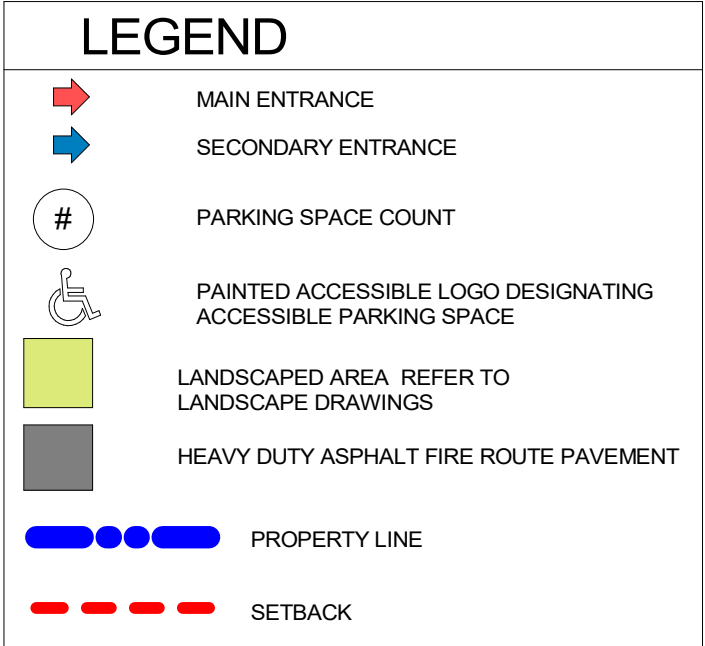 LEGEND
MAIN ENTRANCE
SECONDARY ENTRANCE
# PARKING SPACE COUNT
PAINTED ACCESSIBLE LOGO DESIGNATING
ACCESSIBLE PARKING SPACE
LANDSCAPED AREA REFER TO
LANDSCAPE DRAWINGS
HEAVY DUTY ASPHALT FIRE ROUTE PAVEMENT
PROPERTY LINE
SETBACK